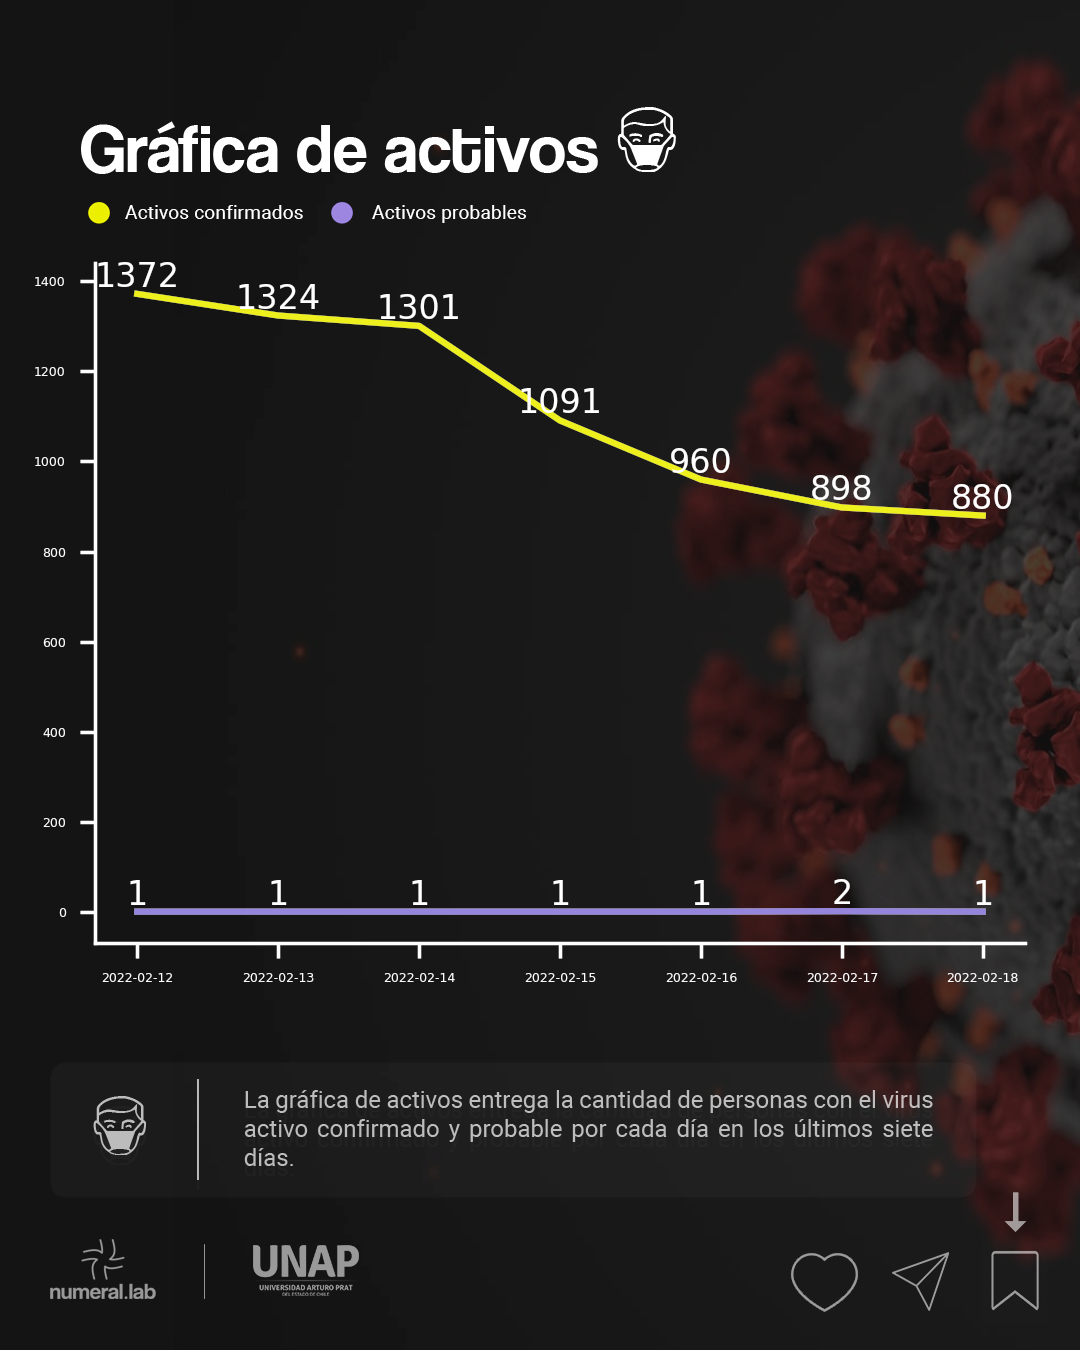 Gráfica de activos
Activos confirmados Activos probables
1372
1324
1301
1091
960
898
880
1400
1200
1000
800
600
400
200
0
1 1 1 1 1 2 1
2022-02-12 2022-02-13 2022-02-14 2022-02-15 2022-02-16 2022-02-17 2022-02-18
La gráfica de activos entrega la cantidad de personas con el virus
activo confirmado y probable por cada día en los últimos siete
días.
numeral.lab
UNAP
UNIVERSIDAD ARTURO PRAT
DEL ESTADO DE CHILE